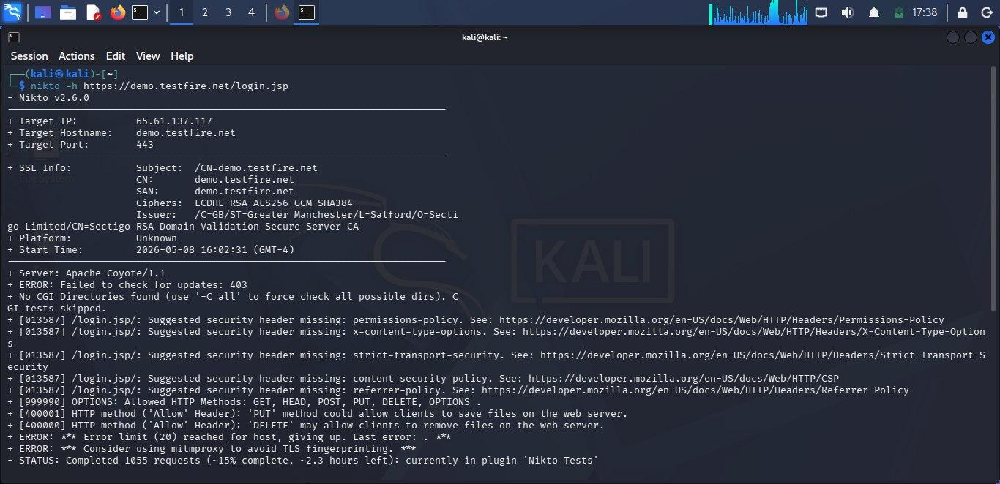 1 2 3 4 17:38
kali@kali: ~
Session Actions Edit View Help
(kali㉿kali)-[~]
$ nikto -h https://demo.testfire.net/login.jsp
- Nikto v2.6.0
+ Target IP: 65.61.137.117
+ Target Hostname: demo.testfire.net
+ Target Port: 443
+ SSL Info: Subject: /CN=demo.testfire.net
CN: demo.testfire.net
SAN: demo.testfire.net
Ciphers: ECDHE-RSA-AES256-GCM-SHA384
Issuer: /C=GB/ST=Greater Manchester/L=Salford/O=Secti
go Limited/CN=Sectigo RSA Domain Validation Secure Server CA
+ Platform: Unknown
+ Start Time: 2026-05-08 16:02:31 (GMT-4)
+ Server: Apache-Coyote/1.1
+ ERROR: Failed to check for updates: 403
+ No CGI Directories found (use '-C all' to force check all possible dirs). C
GI tests skipped.
+ [013587] /login.jsp/: Suggested security header missing: permissions-policy. See: https://developer.mozilla.org/en-US/docs/Web/HTTP/Headers/Permissions-Policy
+ [013587] /login.jsp/: Suggested security header missing: x-content-type-options. See: https://developer.mozilla.org/en-US/docs/Web/HTTP/Headers/X-Content-Type-Option
s
+ [013587] /login.jsp/: Suggested security header missing: strict-transport-security. See: https://developer.mozilla.org/en-US/docs/Web/HTTP/Headers/Strict-Transport-S
ecurity
+ [013587] /login.jsp/: Suggested security header missing: content-security-policy. See: https://developer.mozilla.org/en-US/docs/Web/HTTP/CSP
+ [013587] /login.jsp/: Suggested security header missing: referrer-policy. See: https://developer.mozilla.org/en-US/docs/Web/HTTP/Headers/Referrer-Policy
+ [999990] OPTIONS: Allowed HTTP Methods: GET, HEAD, POST, PUT, DELETE, OPTIONS .
+ [400001] HTTP method ('Allow' Header): 'PUT' method could allow clients to save files on the web server.
+ [400000] HTTP method ('Allow' Header): 'DELETE' may allow clients to remove files on the web server.
+ ERROR: *** Error limit (20) reached for host, giving up. Last error: . ***
+ ERROR: *** Consider using mitmproxy to avoid TLS fingerprinting. ***
- STATUS: Completed 1055 requests (~15% complete, ~2.3 hours left): currently in plugin 'Nikto Tests'
File System
KALI